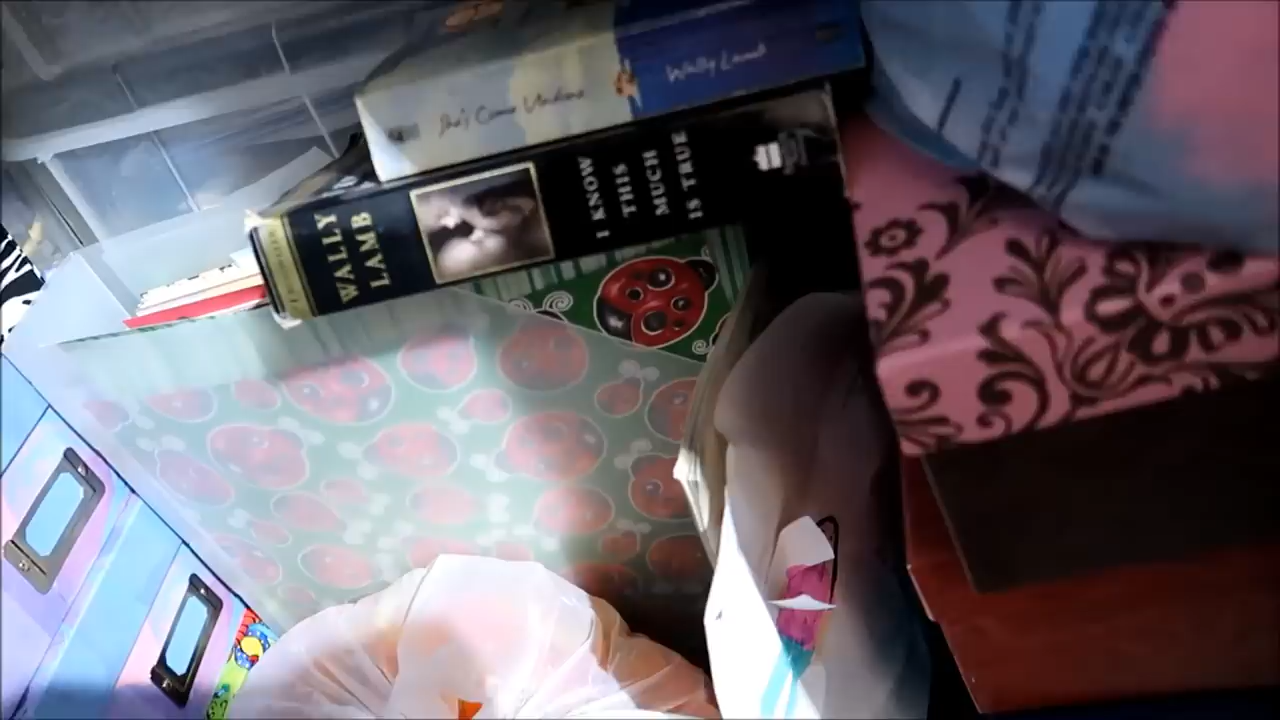 She's Come Undone
Wally Lamb
WALLY
LAMB
I KNOW
THIS
MUCH
IS TRUE